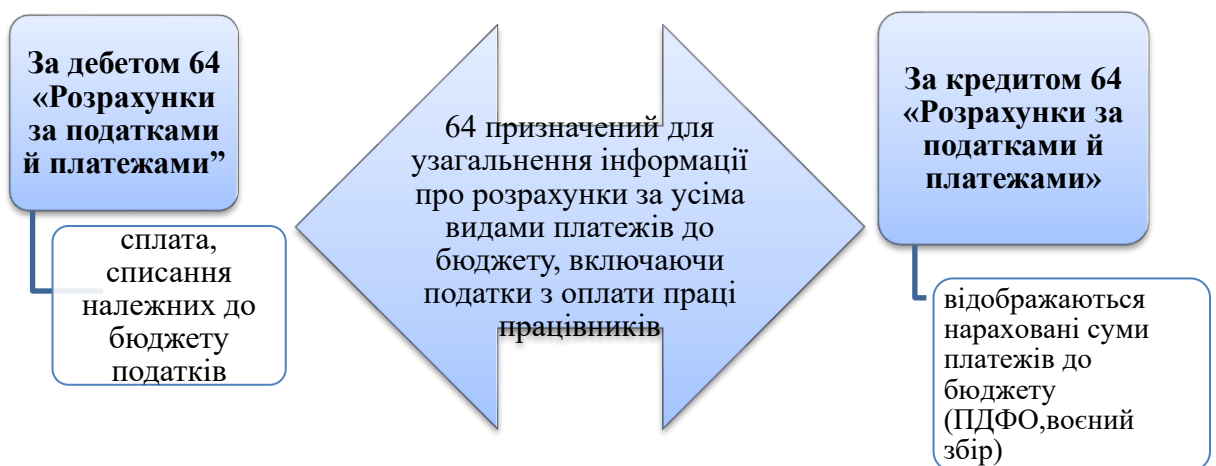 За дебетом 64
«Розрахунки
за податками
й платежами”
сплата,
списання
належних до
бюджету
податків
64 призначений для
узагальнення інформації
про розрахунки за усіма
видами платежів до
бюджету, включаючи
податки з оплати праці
працівників
За кредитом 64
«Розрахунки за
податками й
платежами»
відображаються
нараховані суми
платежів до
бюджету
(ПДФО,воєний
збір)